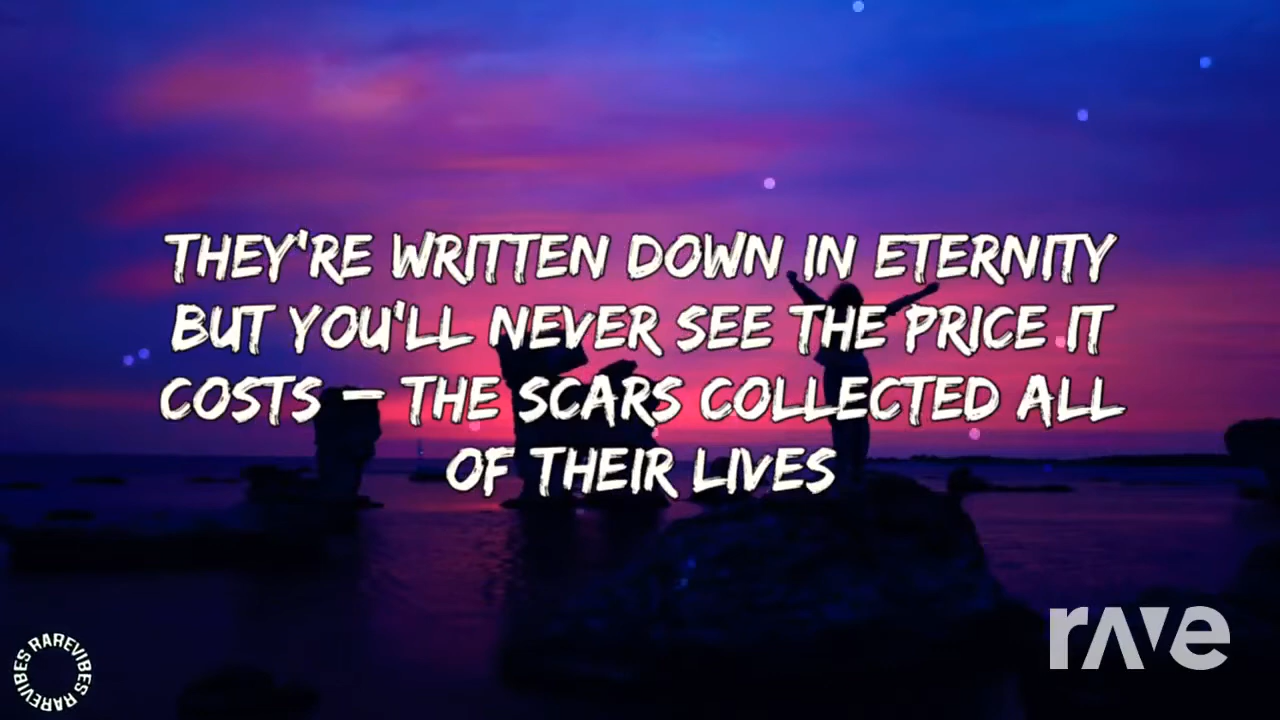 THEY'RE WRITTEN DOWN IN ETERNITY
BUT YOU'LL NEVER SEE THE PRICE IT
COSTS – THE SCARS COLLECTED ALL
OF THEIR LIVES
rave
RAREVIBES RAREVIBES